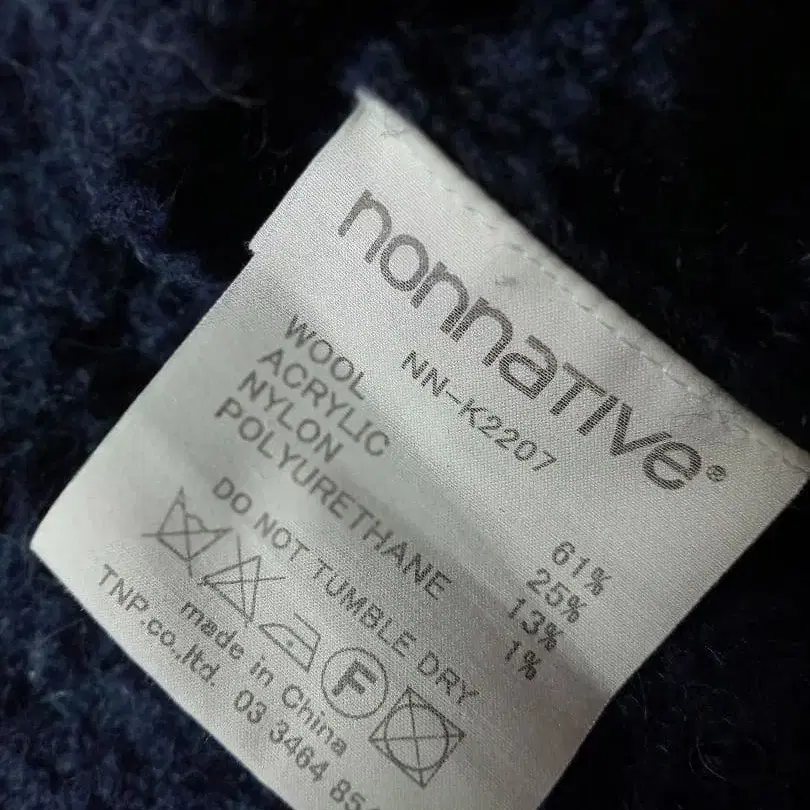 nonnative®
NN-K2207
WOOL 61%
ACRYLIC 25%
NYLON 13%
POLYURETHANE 1%
DO NOT TUMBLE DRY
F
made in China
TNP.co.,ltd. 03 3464 85